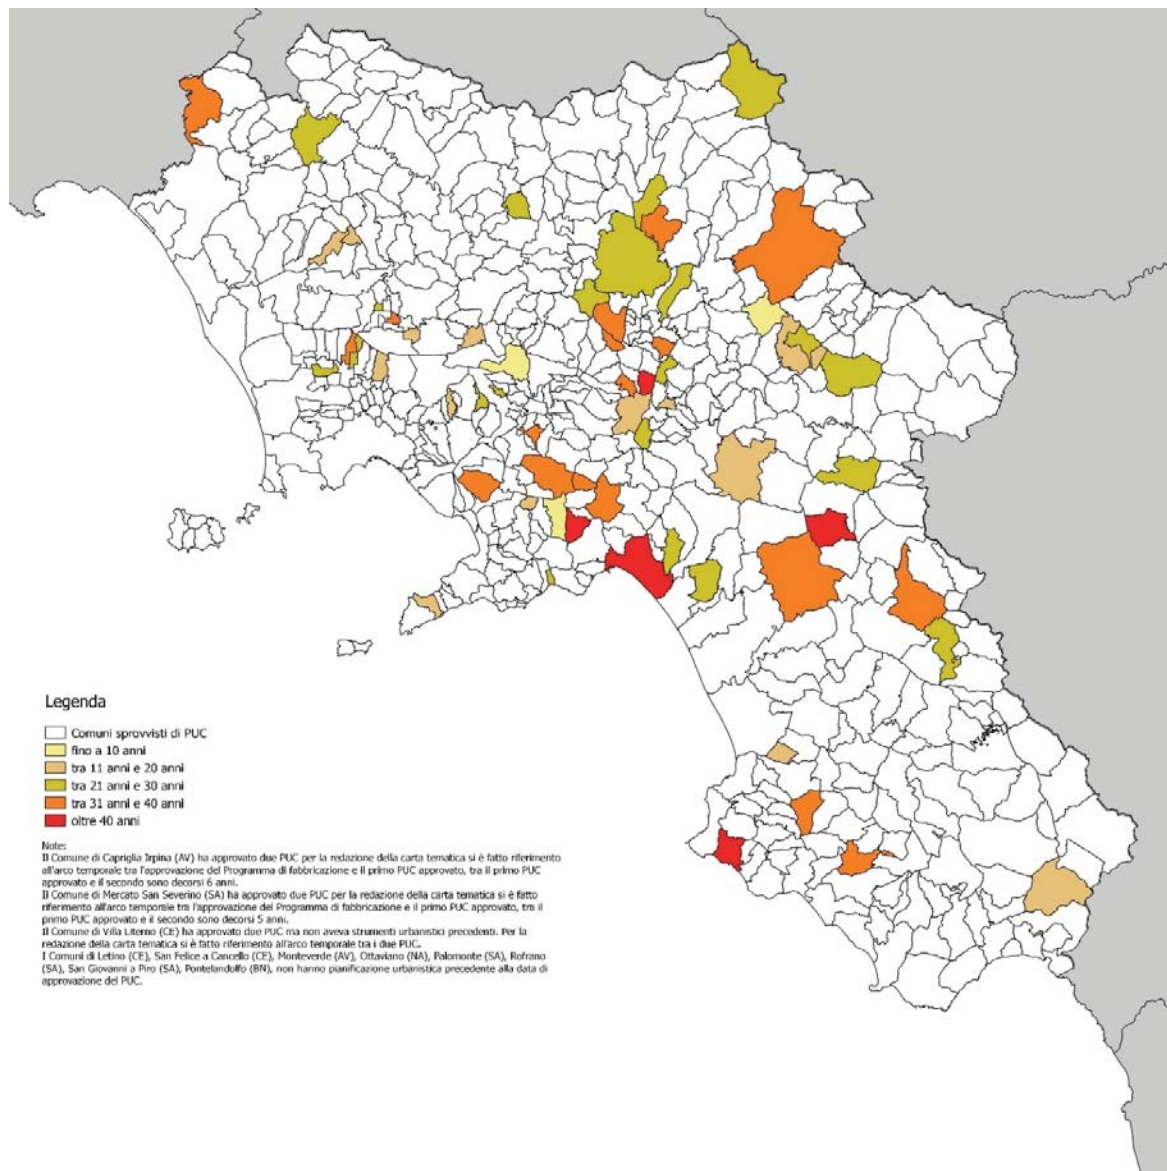 Legenda
Comuni sprovvisti di PUC
fino a 10 anni
tra 11 anni e 20 anni
tra 21 anni e 30 anni
tra 31 anni e 40 anni
oltre 40 anni
Note:
Il Comune di Capriglia Irpina (AV) ha approvato due PUC per la redazione della carta tematica si è fatto riferimento
all'arco temporale tra l'approvazione del Programma di fabbricazione e il primo PUC approvato, tra il primo PUC
approvato e il secondo sono decorsi 6 anni.
Il Comune di Mercato San Severino (SA) ha approvato due PUC per la redazione della carta tematica si è fatto
riferimento all'arco temporale tra l'approvazione del Programma di fabbricazione e il primo PUC approvato, tra il
primo PUC approvato e il secondo sono decorsi 5 anni.
Il Comune di Villa Literno (CE) ha approvato due PUC ma non aveva strumenti urbanistici precedenti. Per la
redazione della carta tematica si è fatto riferimento all'arco temporale tra i due PUC.
I Comuni di Letino (CE), San Felice a Cancello (CE), Monteverde (AV), Ottaviano (NA), Palomonte (SA), Rofrano
(SA), San Giovanni a Piro (SA), Pontelandolfo (BN), non hanno pianificazione urbanistica precedente alla data di
approvazione del PUC.